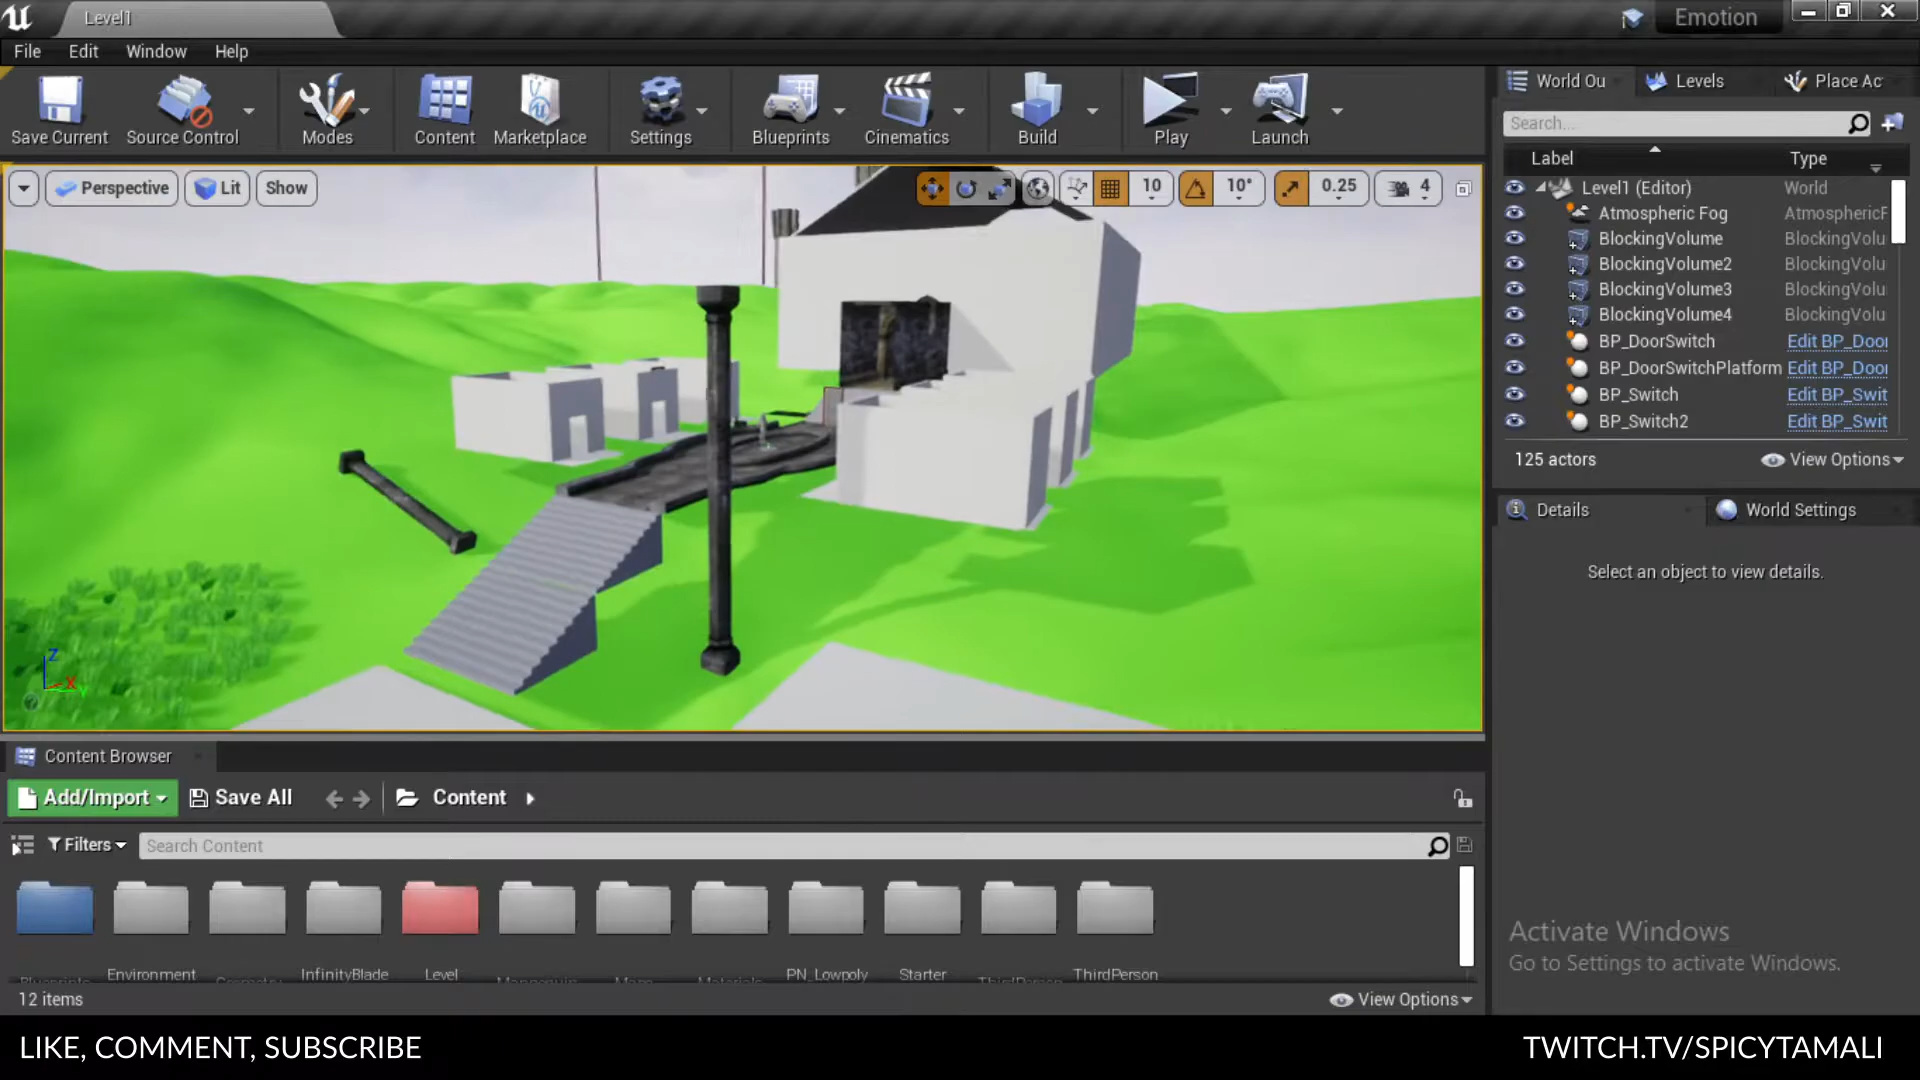 Level1
Emotion
File Edit Window Help
Save Current Source Control Modes Content Marketplace Settings Blueprints Cinematics Build Play Launch
World Ou Levels Place Ac
Search...
Label Type
Perspective Lit Show 10 10° 0.25 4
Level1 (Editor) World
Atmospheric Fog AtmosphericF
BlockingVolume BlockingVolu
BlockingVolume2 BlockingVolu
BlockingVolume3 BlockingVolu
BlockingVolume4 BlockingVolu
BP_DoorSwitch Edit BP_Door
BP_DoorSwitchPlatform Edit BP_Door
BP_Switch Edit BP_Swit
BP_Switch2 Edit BP_Swit
125 actors View Options
Details World Settings
Select an object to view details.
Z X Y
Content Browser
Add/Import Save All Content
Filters Search Content
Environment InfinityBlade Level PN_Lowpoly Starter ThirdPerson
12 items View Options
Activate Windows
Go to Settings to activate Windows.
LIKE, COMMENT, SUBSCRIBE TWITCH.TV/SPICYTAMALI